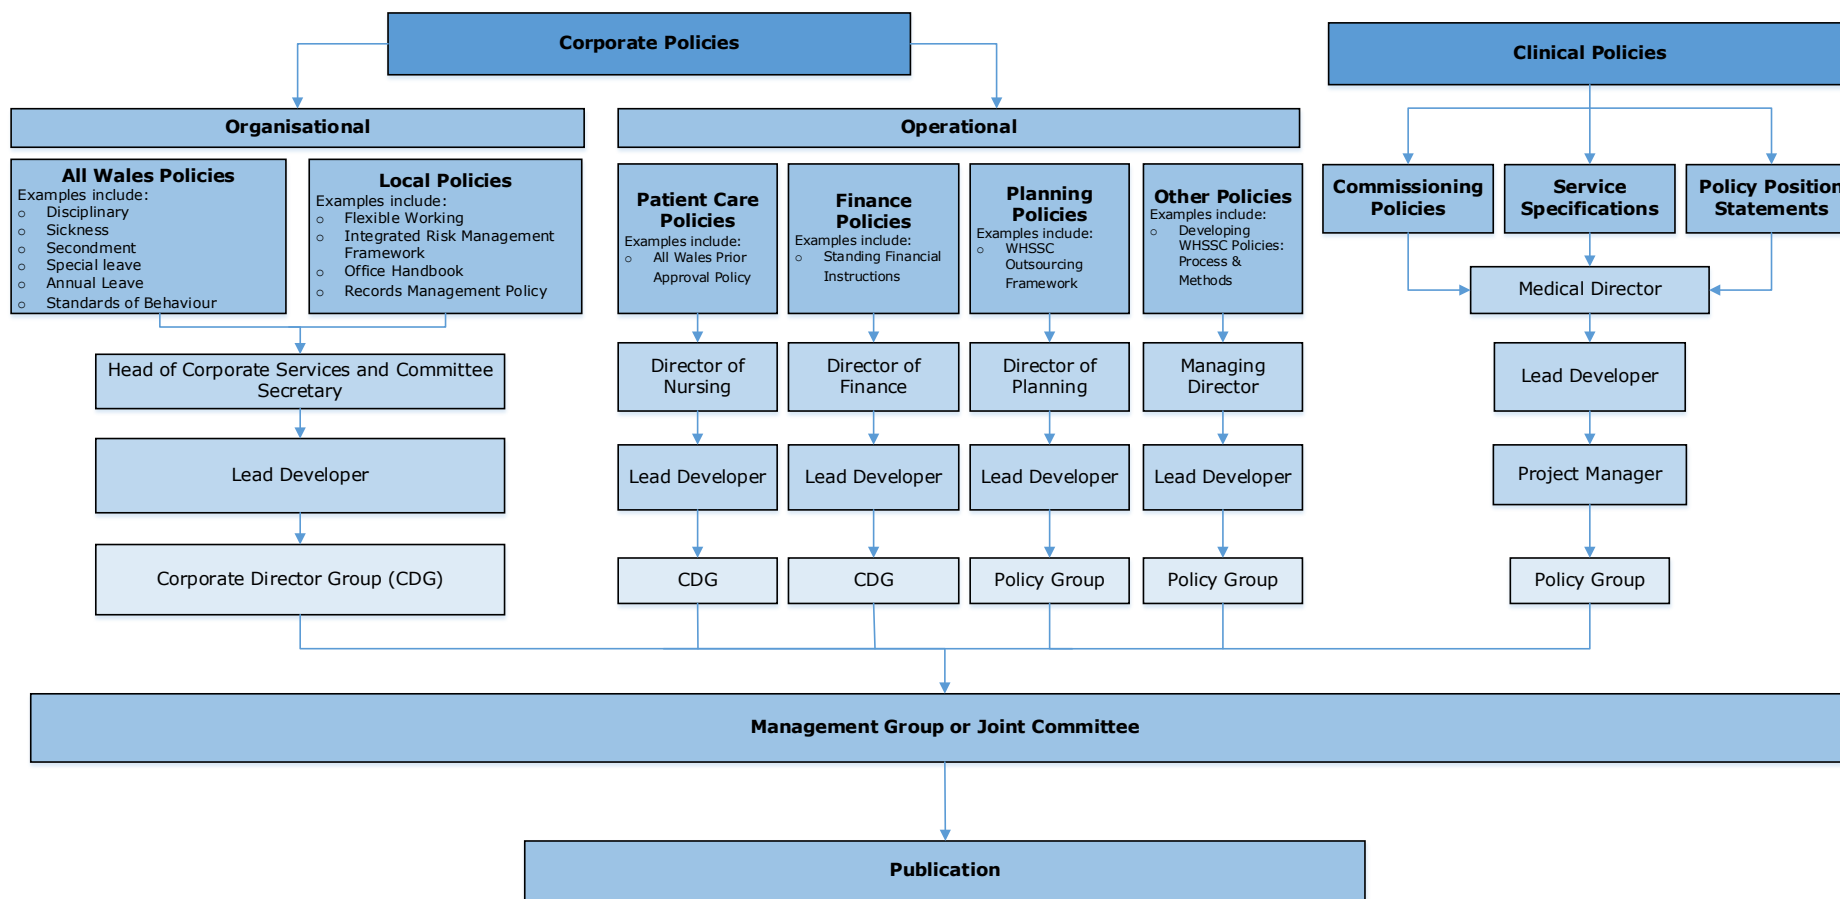 Corporate Policies
Clinical Policies
Organisational
Operational
All Wales Policies
Examples include:
o Disciplinary
o Sickness
o Secondment
o Special leave
o Annual Leave
o Standards of Behaviour
Local Policies
Examples include:
o Flexible Working
o Integrated Risk Management
Framework
o Office Handbook
o Records Management Policy
Patient Care
Policies
Examples include:
o All Wales Prior
Approval Policy
Finance
Policies
Examples include:
o Standing Financial
Instructions
Planning
Policies
Examples include:
o WHSSC
Outsourcing
Framework
Other Policies
Examples include:
o Developing
WHSSC Policies:
Process &
Methods
Commissioning
Policies
Service
Specifications
Policy Position
Statements
Medical Director
Head of Corporate Services and Committee
Secretary
Director of
Nursing
Director of
Finance
Director of
Planning
Managing
Director
Lead Developer
Lead Developer
Lead Developer
Lead Developer
Lead Developer
Lead Developer
Project Manager
Corporate Director Group (CDG)
CDG
CDG
Policy Group
Policy Group
Policy Group
Management Group or Joint Committee
Publication